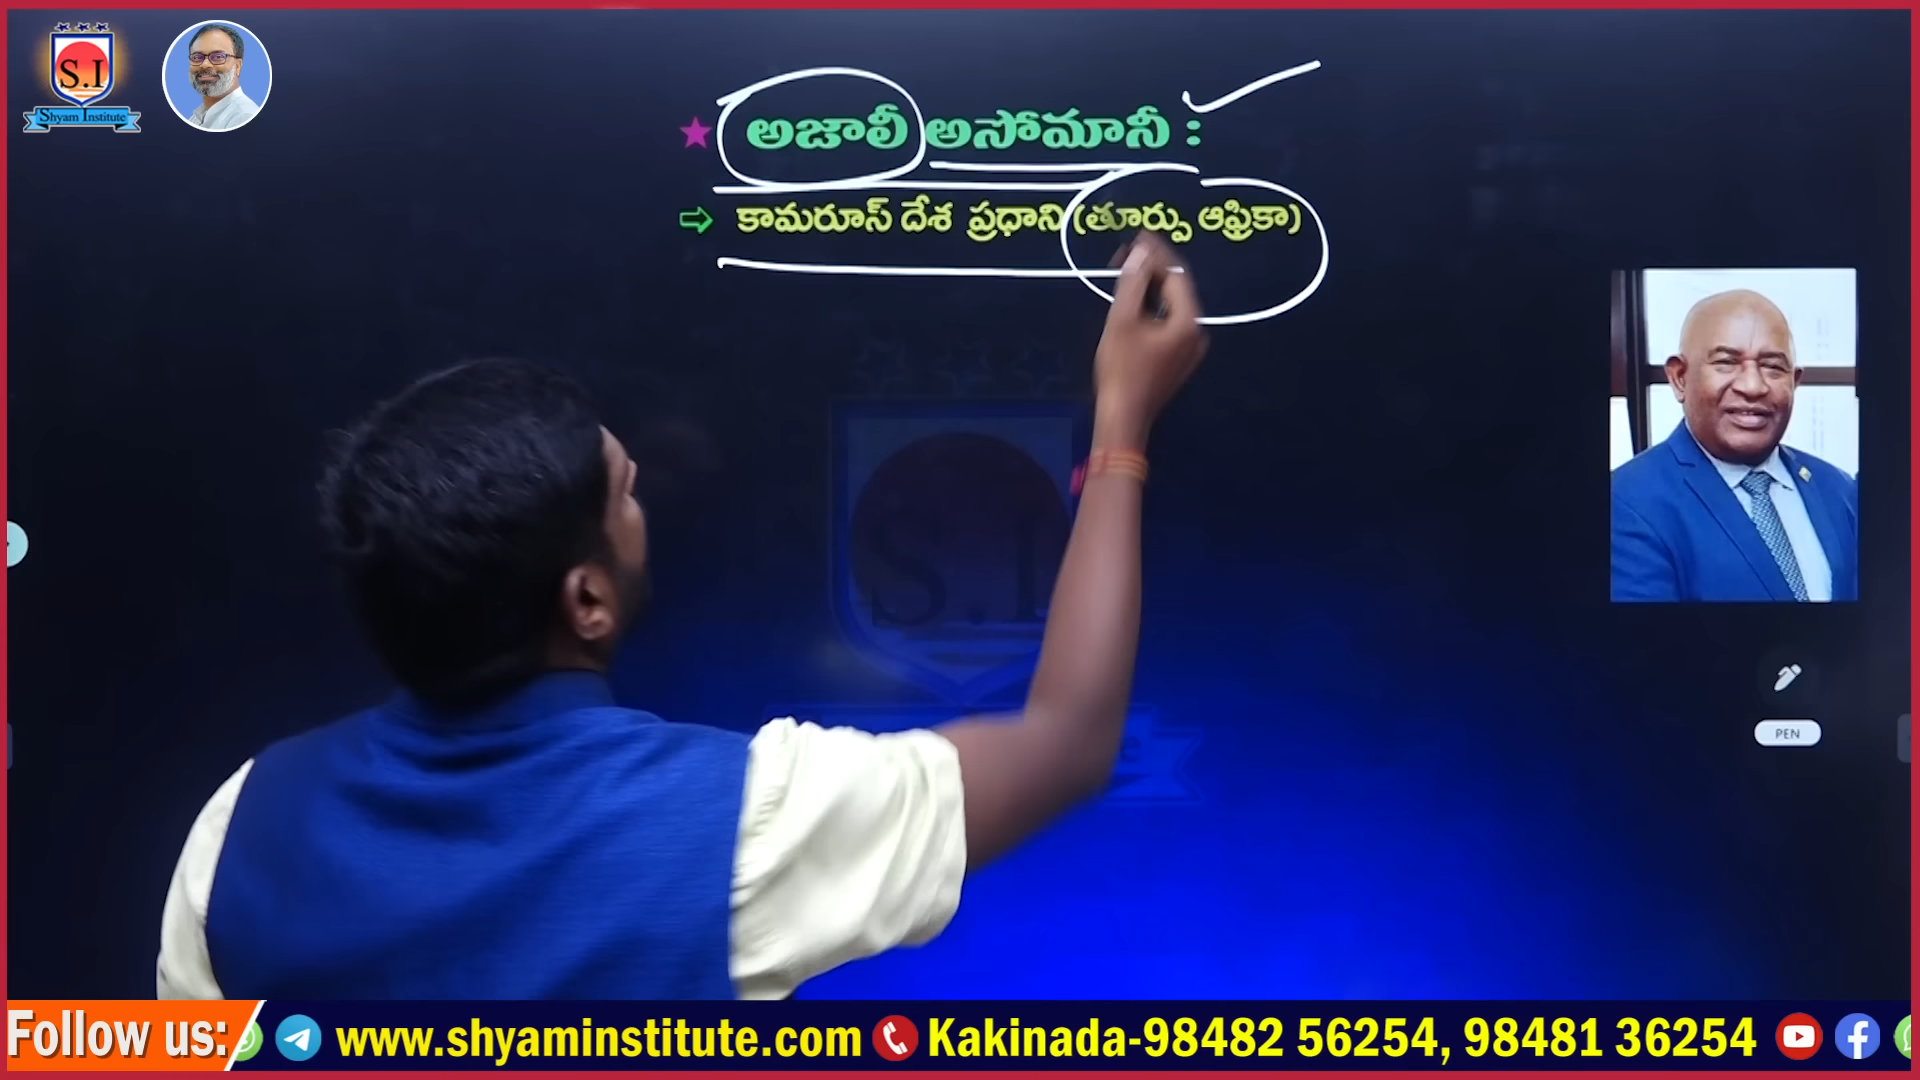 S.I
Shyam Institute
అజాలీ అసోమానీ :
కామరూస్ దేశ ప్రధాని (తూర్పు ఆఫ్రికా)
S.I
PEN
Follow us:
www.shyaminstitute.com
Kakinada-98482 56254, 98481 36254